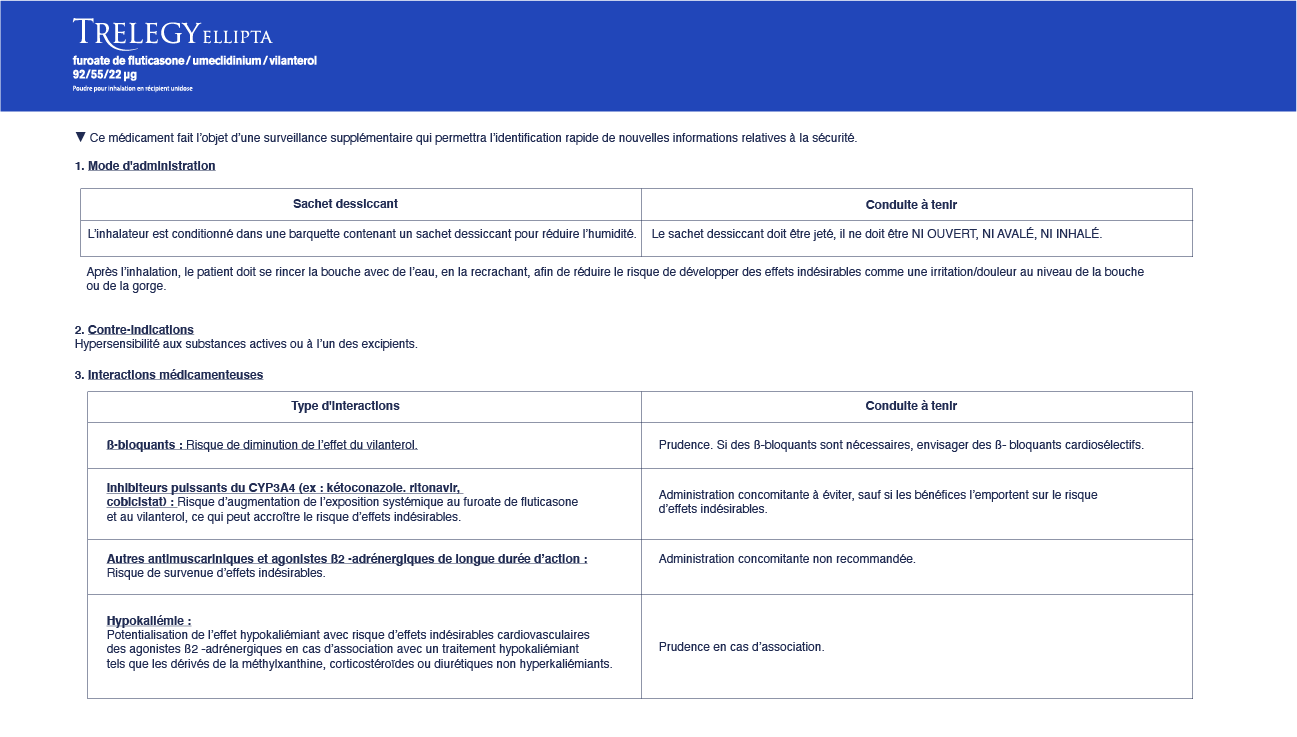 TRELEGY ELLIPTA
furoate de fluticasone / umeclidinium / vilanterol
92/55/22 µg
Poudre pour inhalation en récipient unidose
▼ Ce médicament fait l’objet d’une surveillance supplémentaire qui permettra l’identification rapide de nouvelles informations relatives à la sécurité.
1. Mode d'administration
Sachet dessiccant
Conduite à tenir
L’inhalateur est conditionné dans une barquette contenant un sachet dessiccant pour réduire l’humidité.
Le sachet dessiccant doit être jeté, il ne doit être NI OUVERT, NI AVALÉ, NI INHALÉ.
Après l’inhalation, le patient doit se rincer la bouche avec de l’eau, en la recrachant, afin de réduire le risque de développer des effets indésirables comme une irritation/douleur au niveau de la bouche
ou de la gorge.
2. Contre-indications
Hypersensibilité aux substances actives ou à l’un des excipients.
3. Interactions médicamenteuses
Type d'interactions
Conduite à tenir
ß-bloquants : Risque de diminution de l’effet du vilanterol.
Prudence. Si des ß-bloquants sont nécessaires, envisager des ß- bloquants cardiosélectifs.
Inhibiteurs puissants du CYP3A4 (ex : kétoconazole. ritonavir,
cobicistat) : Risque d’augmentation de l’exposition systémique au furoate de fluticasone
et au vilanterol, ce qui peut accroître le risque d’effets indésirables.
Administration concomitante à éviter, sauf si les bénéfices l’emportent sur le risque
d’effets indésirables.
Autres antimuscariniques et agonistes ß2 -adrénergiques de longue durée d’action :
Risque de survenue d’effets indésirables.
Administration concomitante non recommandée.
Hypokaliémie :
Potentialisation de l’effet hypokaliémiant avec risque d’effets indésirables cardiovasculaires
des agonistes ß2 -adrénergiques en cas d’association avec un traitement hypokaliémiant
tels que les dérivés de la méthylxanthine, corticostéroïdes ou diurétiques non hyperkaliémiants.
Prudence en cas d’association.